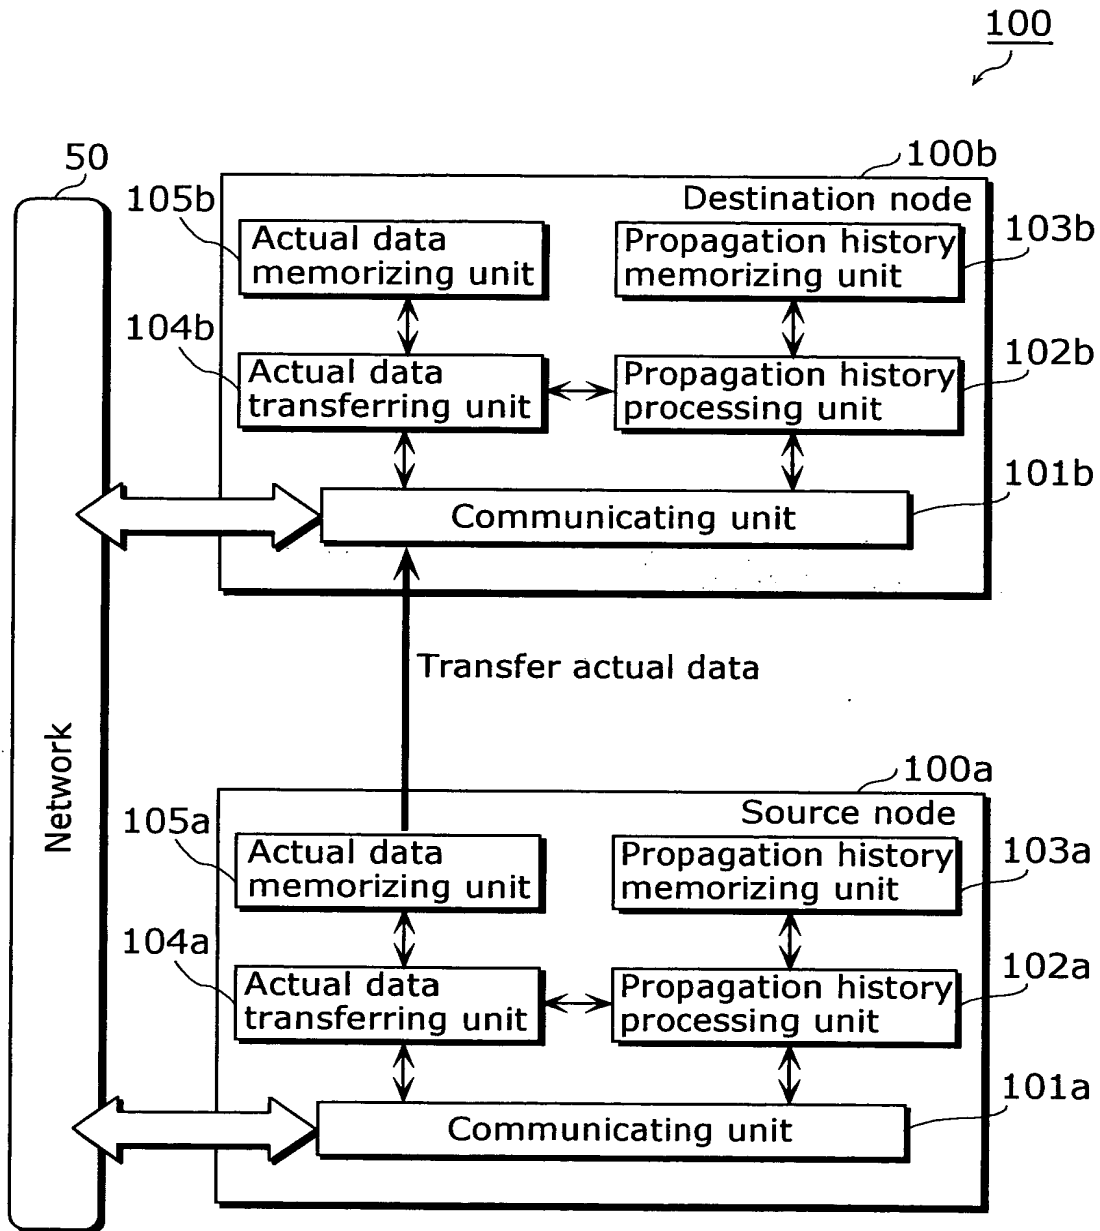 100
50
100b
Destination node
105b
Actual data
memorizing unit
Propagation history
memorizing unit
103b
104b
Actual data
transferring unit
Propagation history
processing unit
102b
101b
Communicating unit
Transfer actual data
Network
100a
Source node
105a
Actual data
memorizing unit
Propagation history
memorizing unit
103a
104a
Actual data
transferring unit
Propagation history
processing unit
102a
101a
Communicating unit